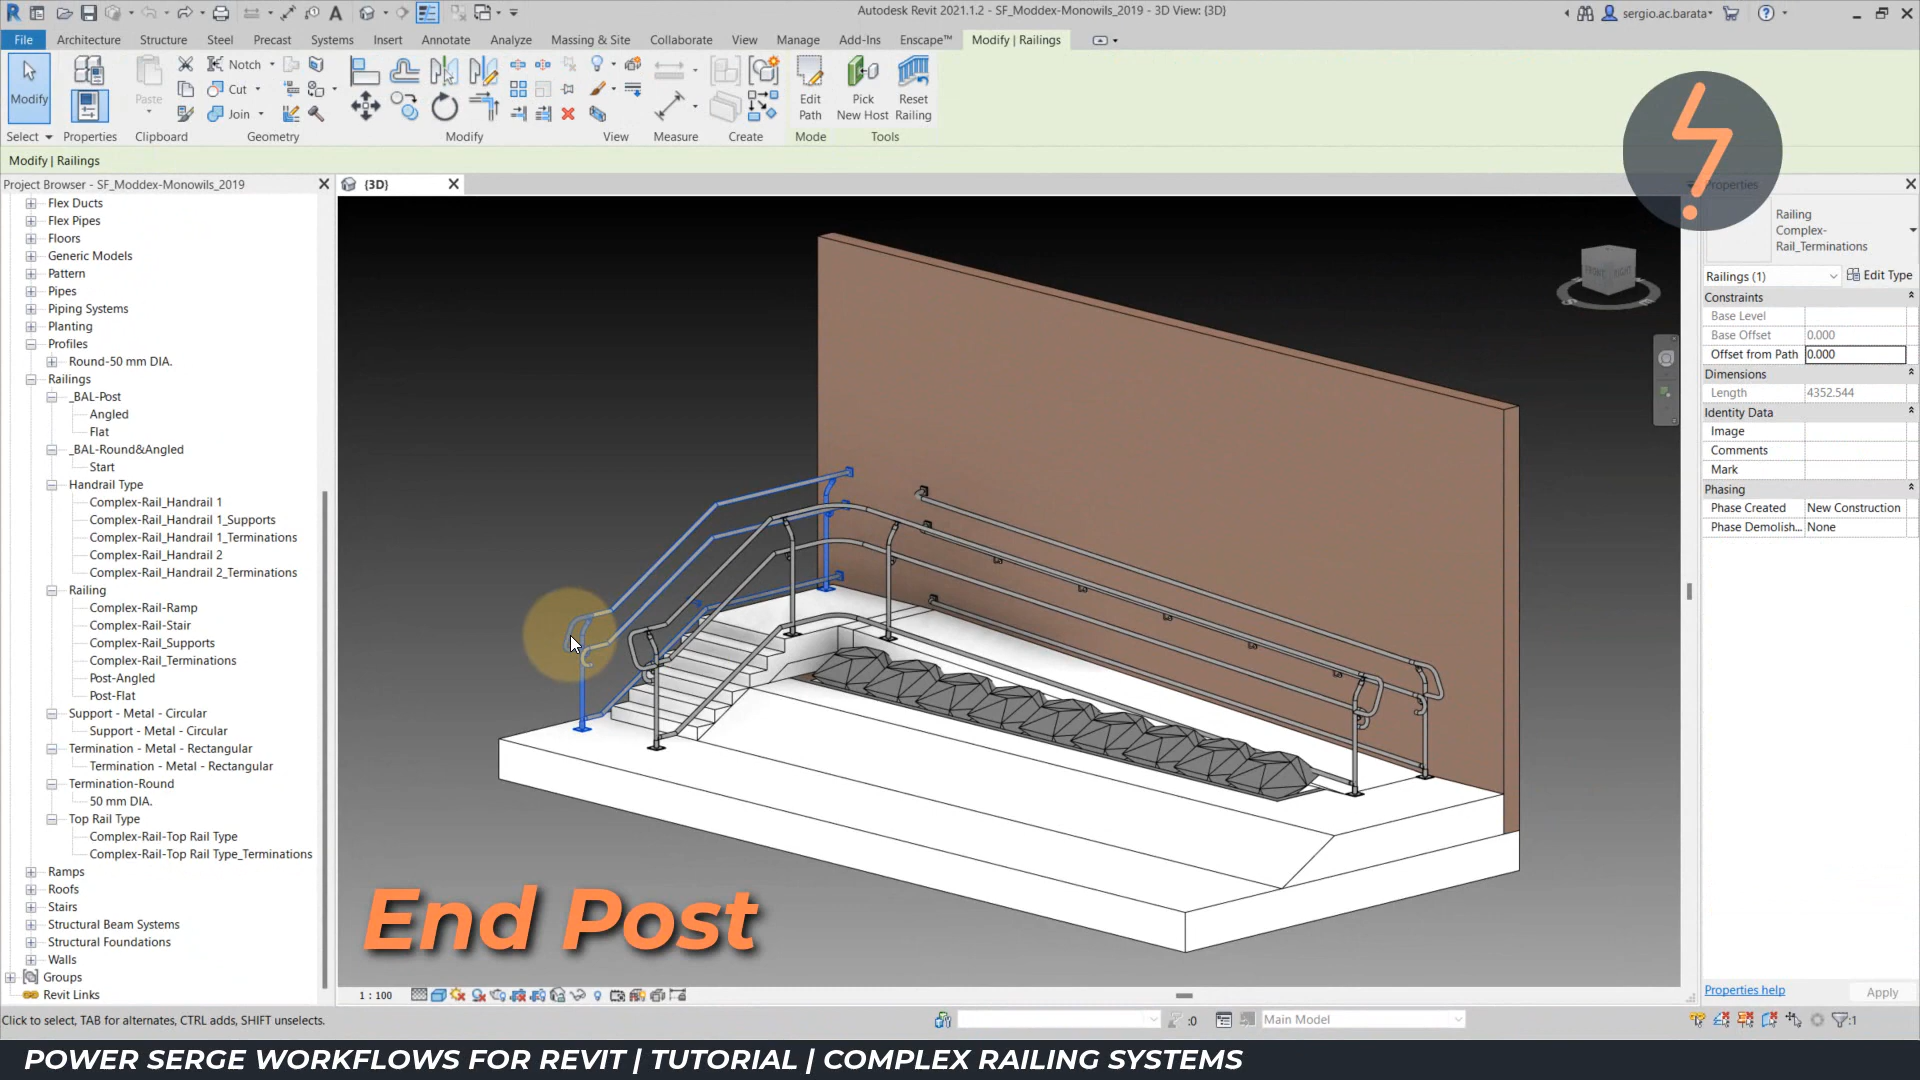 Autodesk Revit 2021.1.2 - SF_Moddex-Monowils_2019 - 3D View: {3D}
sergio.ac.barata
File Architecture Structure Steel Precast Systems Insert Annotate Analyze Massing & Site Collaborate View Manage Add-Ins Enscape™ Modify | Railings
Modify
Paste
Notch
Cut
Join
Edit Path
Pick New Host
Reset Railing
Select Properties Clipboard Geometry Modify View Measure Create Mode Tools
Modify | Railings
Project Browser - SF_Moddex-Monowils_2019
{3D}
Properties
Flex Ducts
Flex Pipes
Floors
Generic Models
Pattern
Pipes
Piping Systems
Planting
Profiles
Round-50 mm DIA.
Railings
_BAL-Post
Angled
Flat
_BAL-Round&Angled
Start
Handrail Type
Complex-Rail_Handrail 1
Complex-Rail_Handrail 1_Supports
Complex-Rail_Handrail 1_Terminations
Complex-Rail_Handrail 2
Complex-Rail_Handrail 2_Terminations
Railing
Complex-Rail-Ramp
Complex-Rail-Stair
Complex-Rail_Supports
Complex-Rail_Terminations
Post-Angled
Post-Flat
Support - Metal - Circular
Support - Metal - Circular
Termination - Metal - Rectangular
Termination - Metal - Rectangular
Termination-Round
50 mm DIA.
Top Rail Type
Complex-Rail-Top Rail Type
Complex-Rail-Top Rail Type_Terminations
Ramps
Roofs
Stairs
Structural Beam Systems
Structural Foundations
Walls
Groups
Revit Links
Railing
Complex-
Rail_Terminations
Railings (1)
Edit Type
Constraints
Base Level
Base Offset 0.000
Offset from Path 0.000
Dimensions
Length 4352.544
Identity Data
Image
Comments
Mark
Phasing
Phase Created New Construction
Phase Demolish... None
Properties help
Apply
End Post
1 : 100
Click to select, TAB for alternates, CTRL adds, SHIFT unselects.
:0
Main Model
:1
POWER SERGE WORKFLOWS FOR REVIT | TUTORIAL | COMPLEX RAILING SYSTEMS